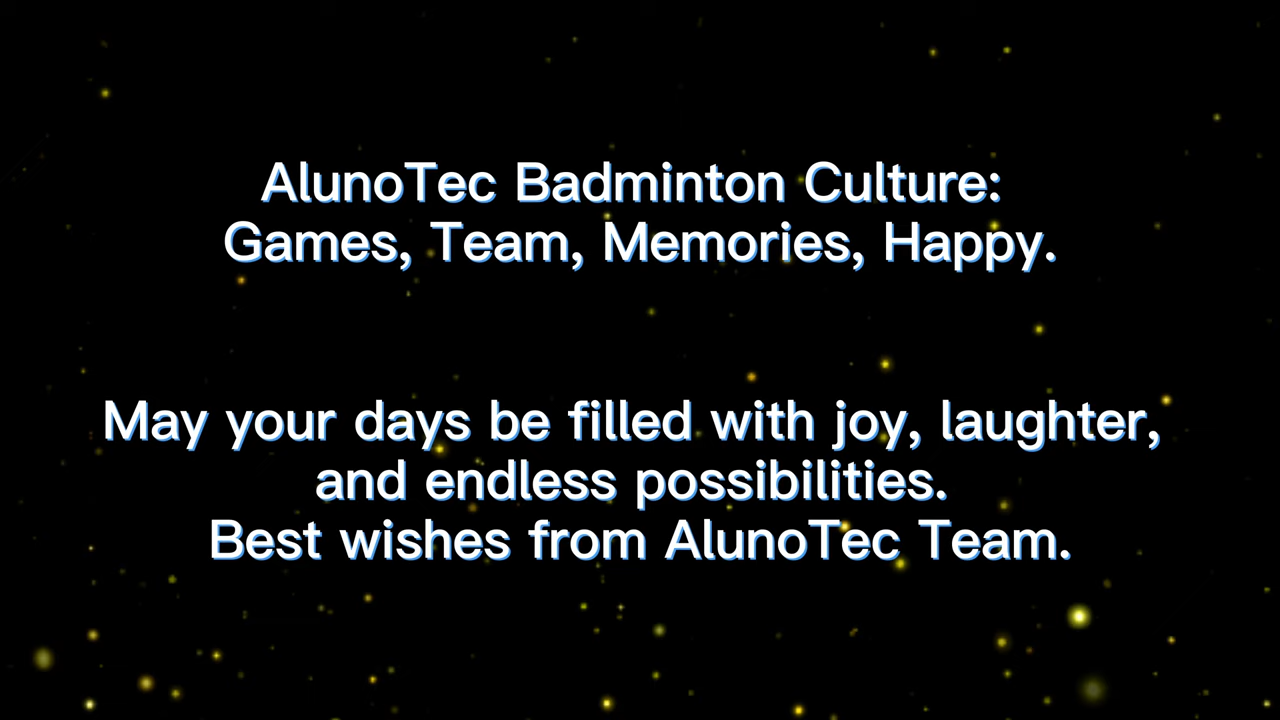 AlunoTec Badminton Culture:
Games, Team, Memories, Happy.
May your days be filled with joy, laughter,
and endless possibilities.
Best wishes from AlunoTec Team.